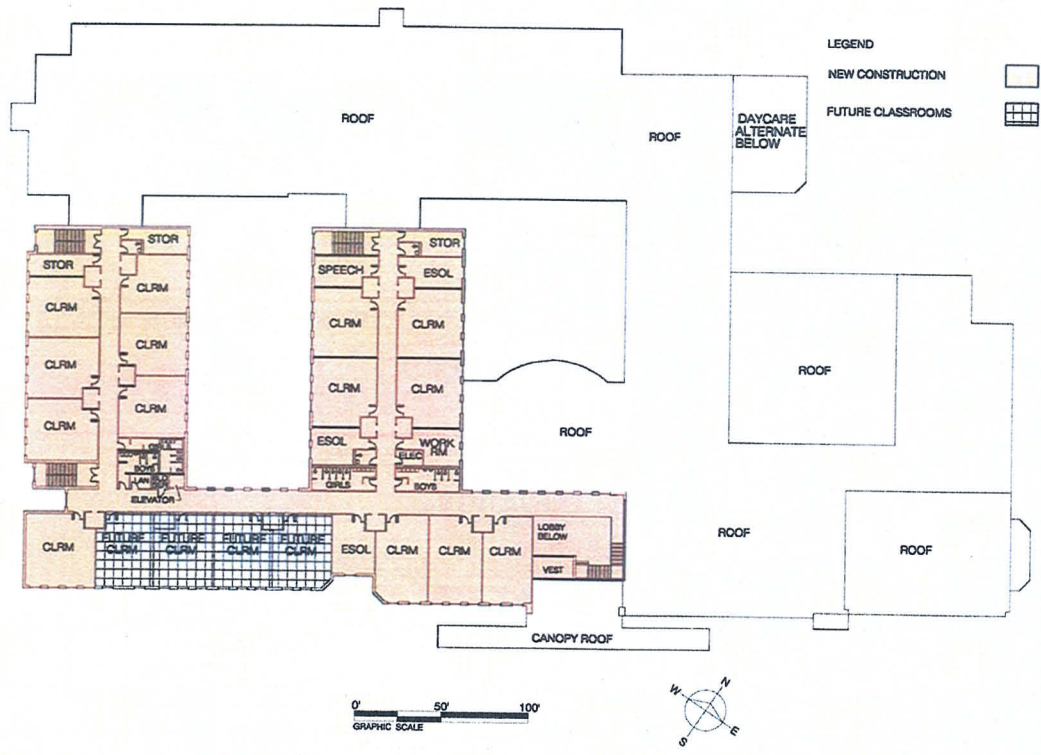 LEGEND
NEW CONSTRUCTION
FUTURE CLASSROOMS
ROOF
ROOF
DAYCARE
ALTERNATE
BELOW
STOR
STOR
STOR
SPEECH
ESOL
CLRM
CLRM
CLRM
CLRM
CLRM
CLRM
CLRM
CLRM
CLRM
CLRM
ROOF
ESOL
WORK
RM
ELEC
ROOF
GIRLS
BOYS
LAN
ELEVATOR
GIRLS
BOYS
CLRM
FUTURE
CLRM
FUTURE
CLRM
FUTURE
CLRM
FUTURE
CLRM
ESOL
CLRM
CLRM
CLRM
LOBBY
BELOW
VEST
ROOF
ROOF
CANOPY ROOF
0' 50' 100'
GRAPHIC SCALE
N
W
E
S